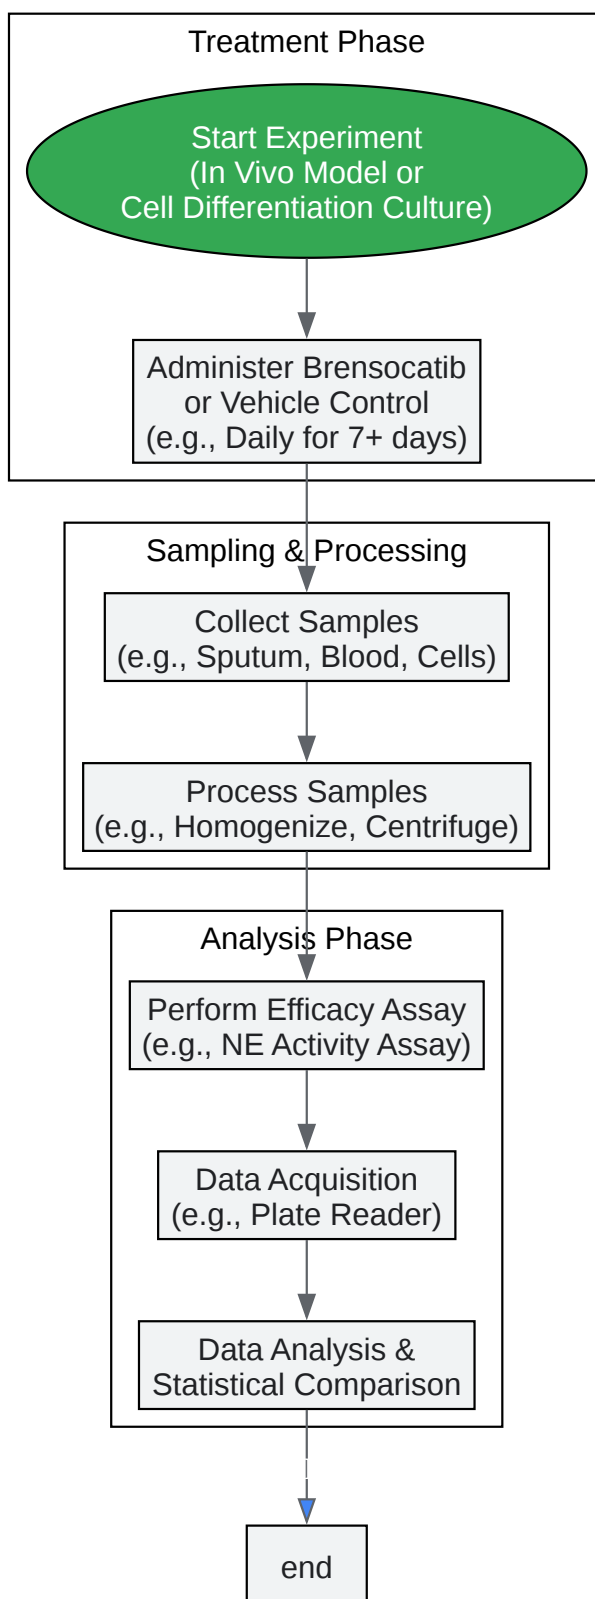 Treatment Phase
Start Experiment
(In Vivo Model or
Cell Differentiation Culture)
Administer Brensocatib
or Vehicle Control
(e.g., Daily for 7+ days)
Sampling & Processing
Collect Samples
(e.g., Sputum, Blood, Cells)
Process Samples
(e.g., Homogenize, Centrifuge)
Analysis Phase
Perform Efficacy Assay
(e.g., NE Activity Assay)
Data Acquisition
(e.g., Plate Reader)
Data Analysis &
Statistical Comparison
end